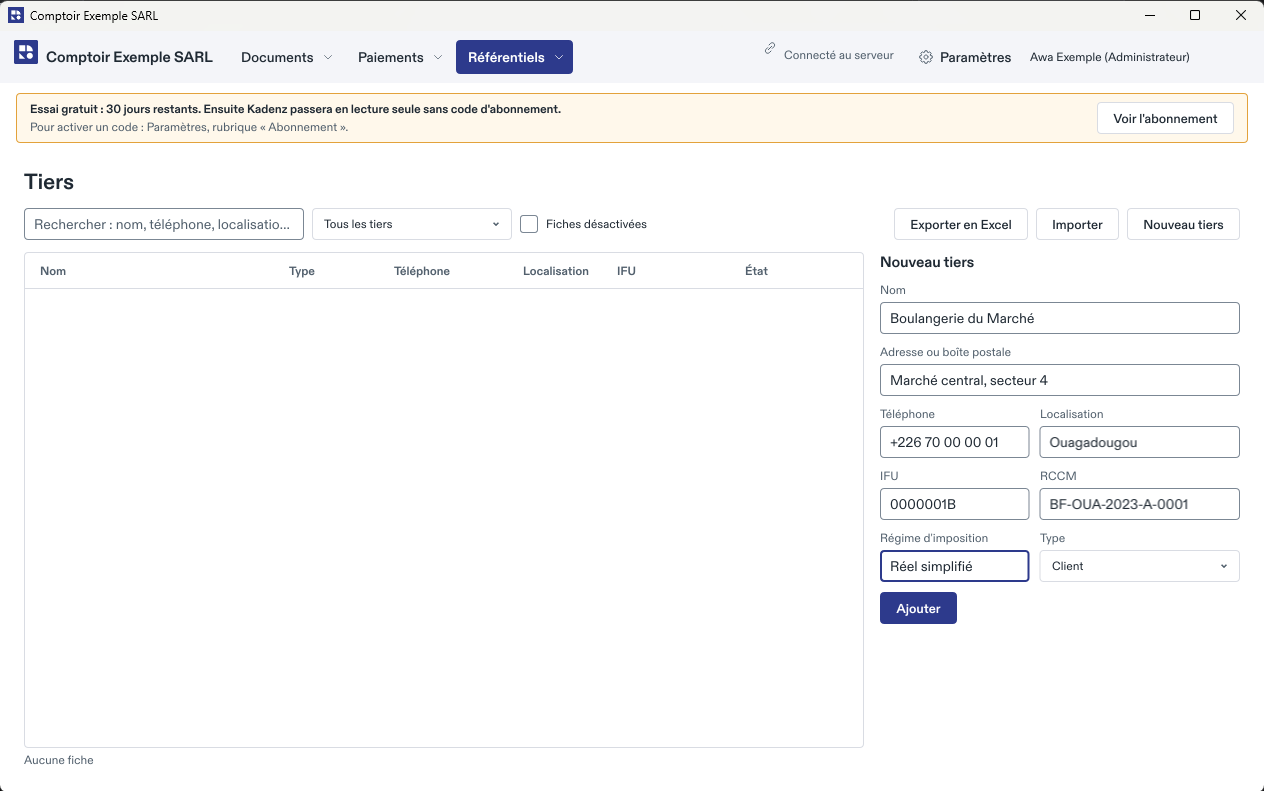 Comptoir Exemple SARL
Comptoir Exemple SARL
Documents
Paiements
Référentiels
Connecté au serveur
Paramètres
Awa Exemple (Administrateur)
Essai gratuit : 30 jours restants. Ensuite Kadenz passera en lecture seule sans code d'abonnement.
Pour activer un code : Paramètres, rubrique « Abonnement ».
Voir l'abonnement
Tiers
Rechercher : nom, téléphone, localisatio...
Tous les tiers
Fiches désactivées
Exporter en Excel
Importer
Nouveau tiers
Nom
Type
Téléphone
Localisation
IFU
État
Nouveau tiers
Nom
Boulangerie du Marché
Adresse ou boîte postale
Marché central, secteur 4
Téléphone
Localisation
+226 70 00 00 01
Ouagadougou
IFU
RCCM
0000001B
BF-OUA-2023-A-0001
Régime d'imposition
Type
Réel simplifié
Client
Ajouter
Aucune fiche